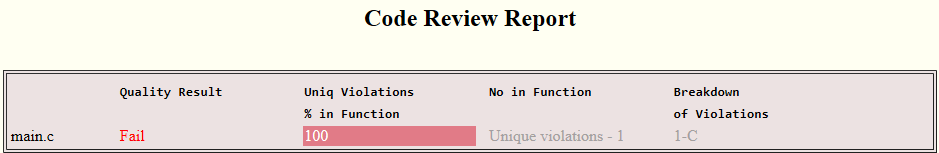 Code Review Report
Quality Result Uniq Violations No in Function Breakdown
% in Function of Violations
main.c Fail 100 Unique violations - 1 1-C